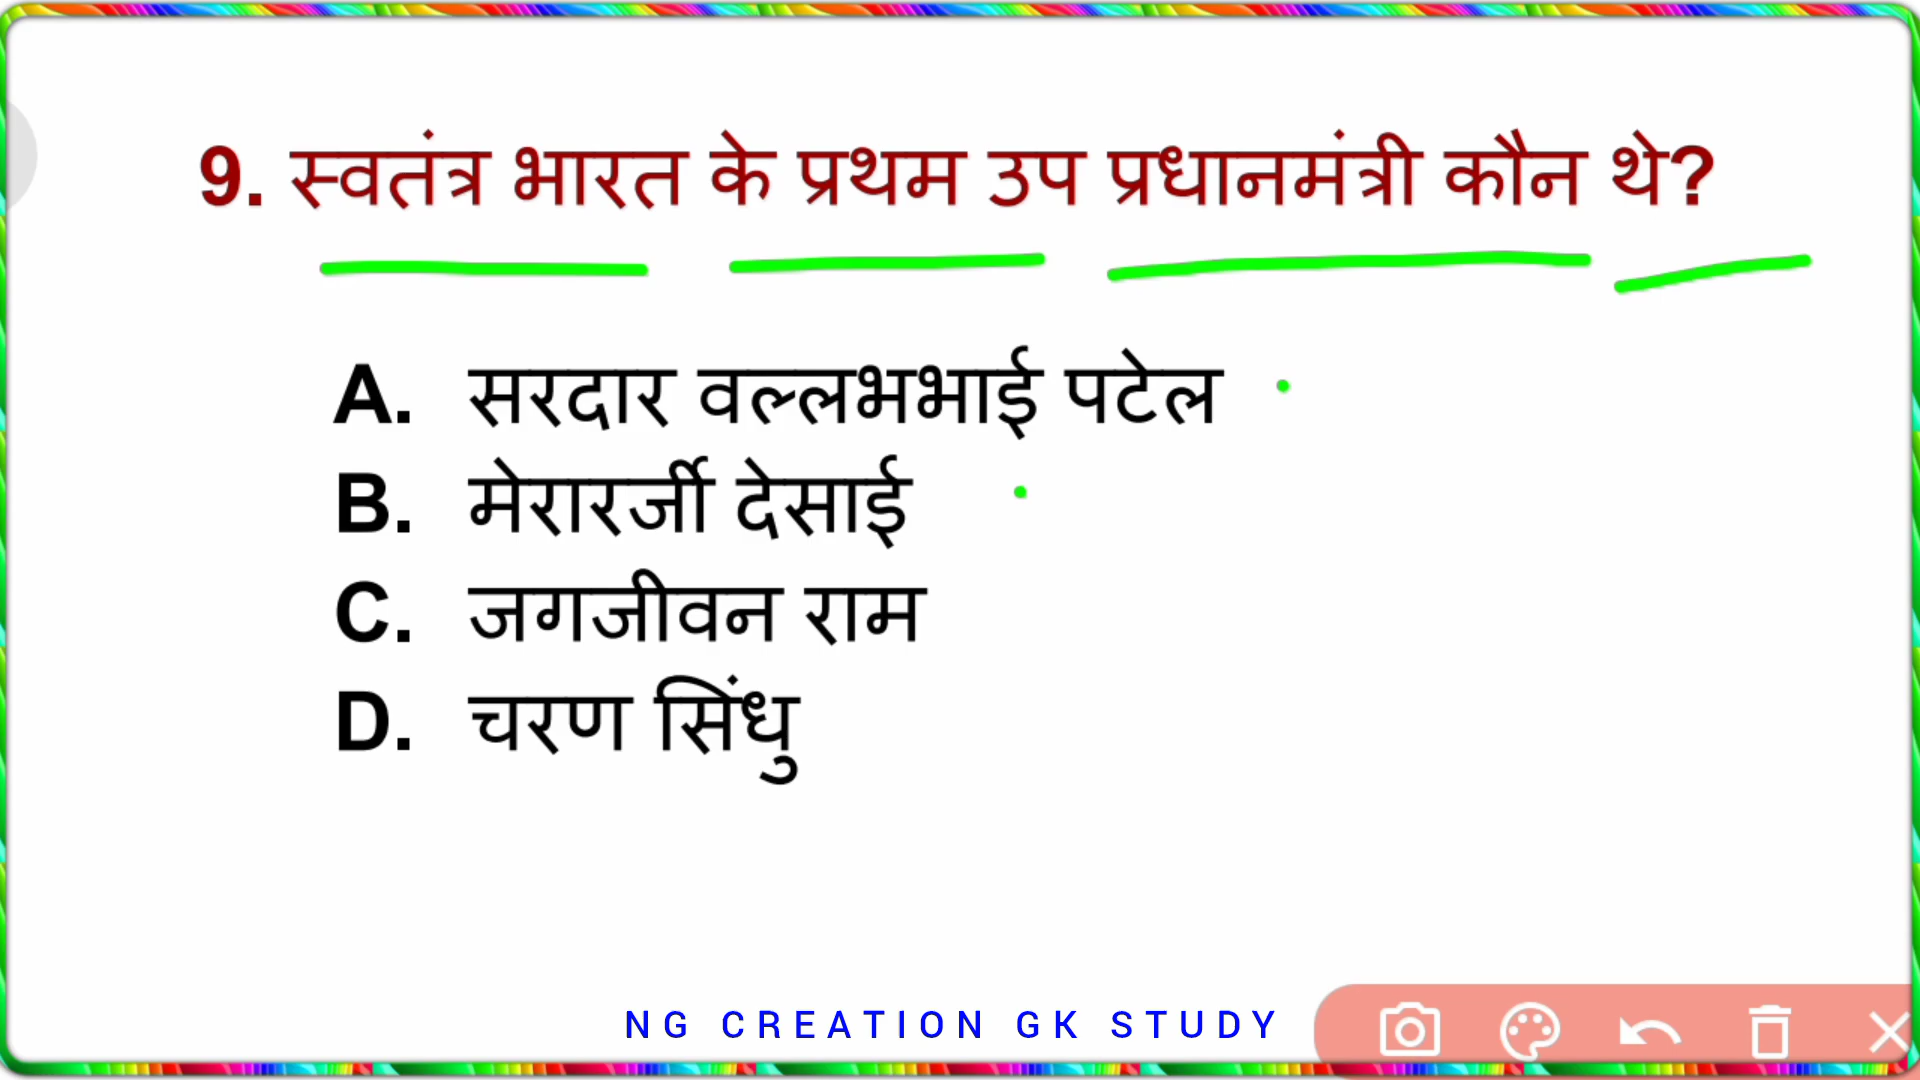 9. स्वतंत्र भारत के प्रथम उप प्रधानमंत्री कौन थे?
A. सरदार वल्लभभाई पटेल
B. मेरारर्जी देसाई
C. जगजीवन राम
D. चरण सिंधु
NG CREATION GK STUDY